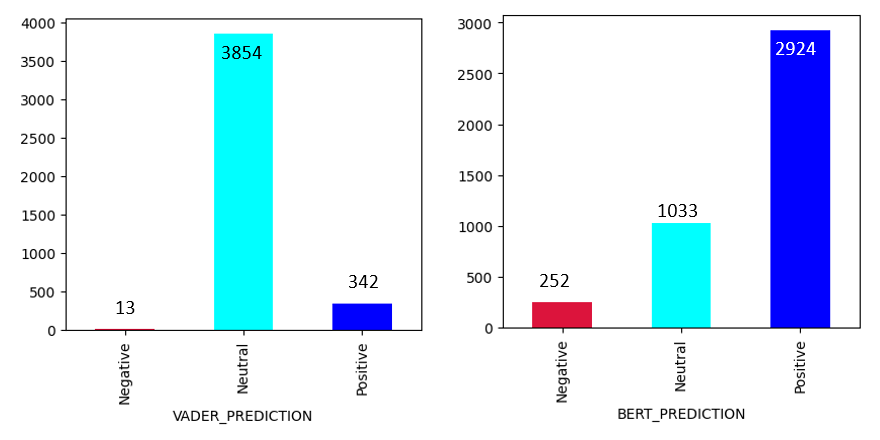 4000
3500
3000
2500
2000
1500
1000
500
0
3854
342
13
Negative
Neutral
Positive
VADER_PREDICTION
3000
2500
2000
1500
1000
500
0
2924
1033
252
Negative
Neutral
Positive
BERT_PREDICTION